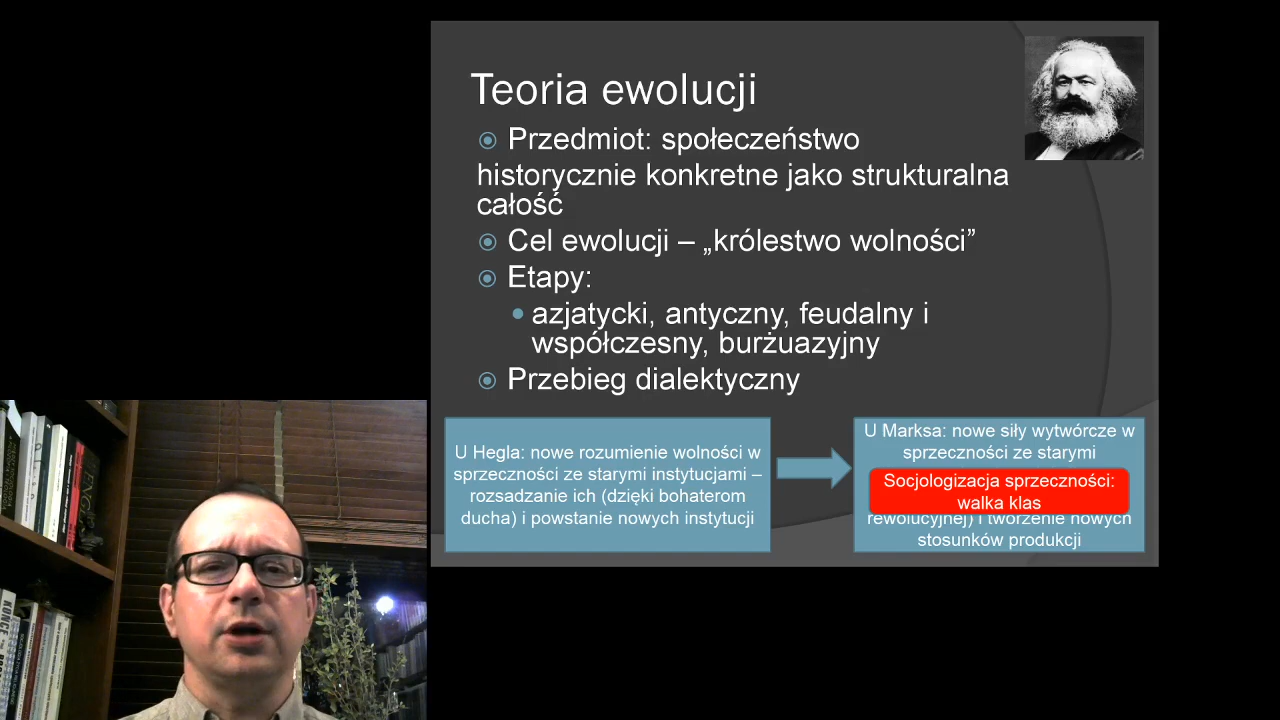 Teoria ewolucji
Przedmiot: społeczeństwo
historycznie konkretne jako strukturalna
całość
Cel ewolucji – „królestwo wolności”
Etapy:
azjatycki, antyczny, feudalny i
współczesny, burżuazyjny
Przebieg dialektyczny
U Hegla: nowe rozumienie wolności w
sprzeczności ze starymi instytucjami –
rozsadzanie ich (dzięki bohaterom
ducha) i powstanie nowych instytucji
U Marksa: nowe siły wytwórcze w
sprzeczności ze starymi
Socjologizacja sprzeczności:
walka klas
rewolucyjnej) i tworzenie nowych
stosunków produkcji